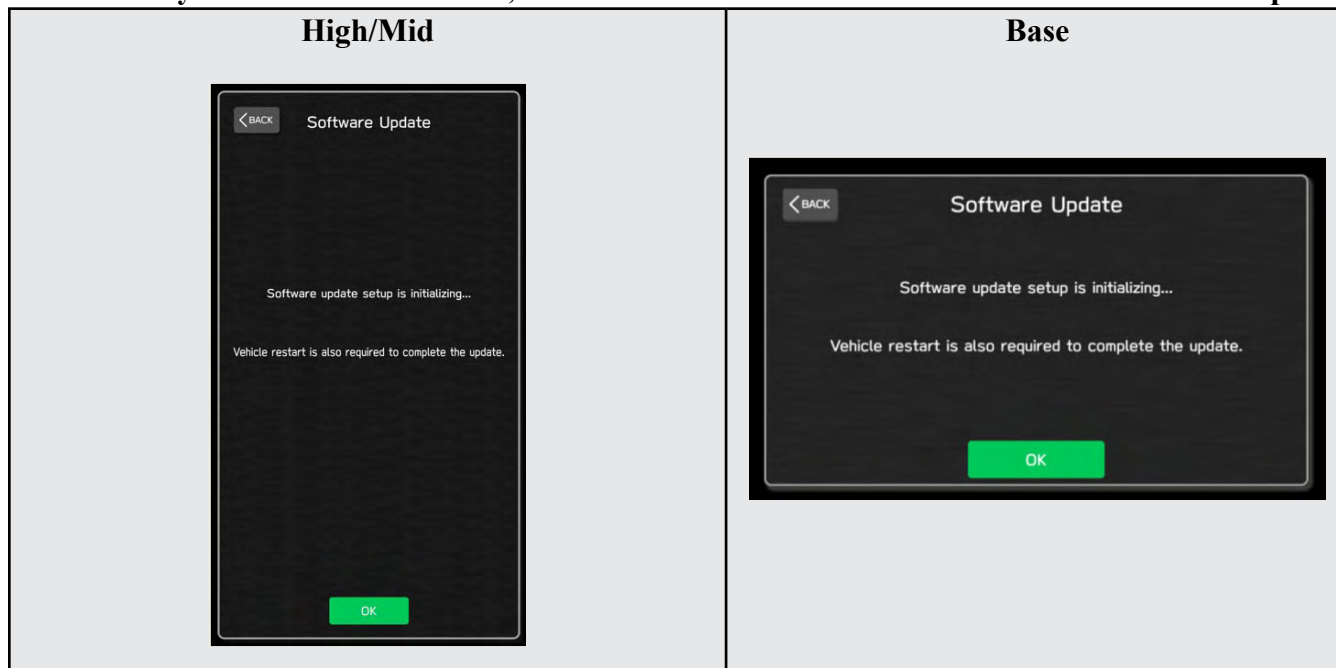 High/Mid
Base
< BACK
Software Update
Software update setup is initializing...
Vehicle restart is also required to complete the update.
OK
< BACK
Software Update
Software update setup is initializing...
Vehicle restart is also required to complete the update.
OK